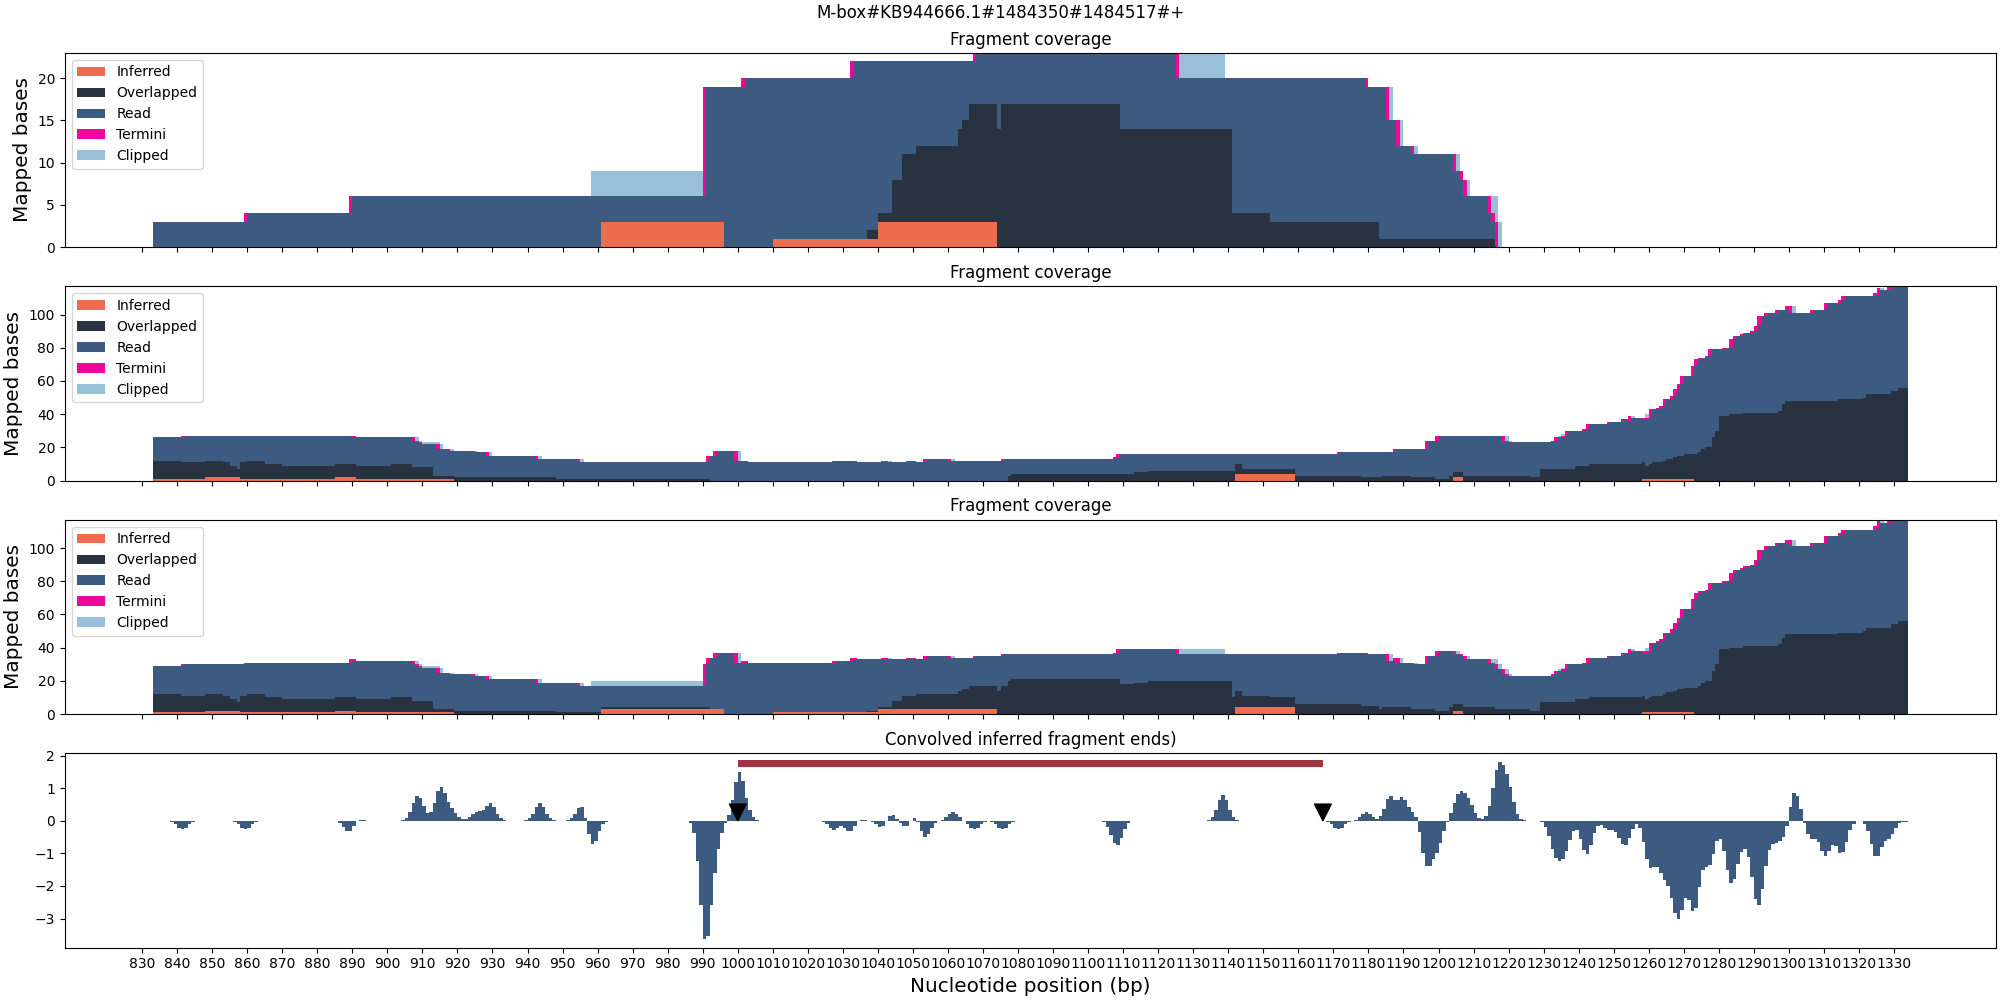 M-box#KB944666.1#1484350#1484517#+
Fragment coverage
Mapped bases
20
15
10
5
0
Inferred
Overlapped
Read
Termini
Clipped
Fragment coverage
Mapped bases
100
80
60
40
20
0
Inferred
Overlapped
Read
Termini
Clipped
Fragment coverage
Mapped bases
100
80
60
40
20
0
Inferred
Overlapped
Read
Termini
Clipped
Convolved inferred fragment ends)
2
1
0
−1
−2
−3
830 840 850 860 870 880 890 900 910 920 930 940 950 960 970 980 990 1000 1010 1020 1030 1040 1050 1060 1070 1080 1090 1100 1110 1120 1130 1140 1150 1160 1170 1180 1190 1200 1210 1220 1230 1240 1250 1260 1270 1280 1290 1300 1310 1320 1330
Nucleotide position (bp)